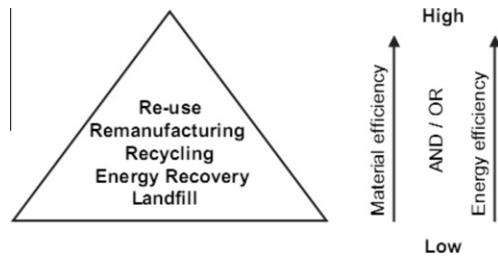 High
Re-use
Remanufacturing
Recycling
Energy Recovery
Landfill
Material efficiency
AND / OR
Energy efficiency
Low